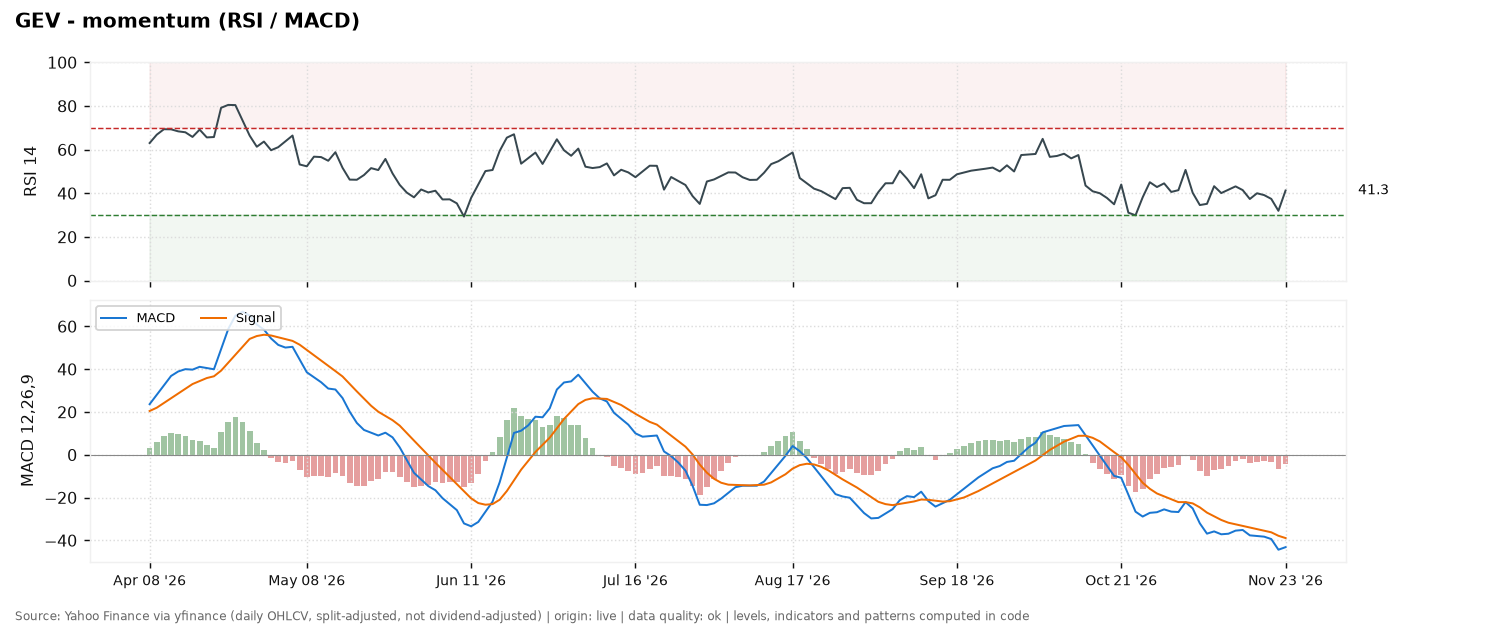 GEV - momentum (RSI / MACD)
100
80
60
40
20
0
RSI 14
41.3
MACD
Signal
60
40
20
0
−20
−40
MACD 12,26,9
Apr 08 '26
May 08 '26
Jun 11 '26
Jul 16 '26
Aug 17 '26
Sep 18 '26
Oct 21 '26
Nov 23 '26
Source: Yahoo Finance via yfinance (daily OHLCV, split-adjusted, not dividend-adjusted) | origin: live | data quality: ok | levels, indicators and patterns computed in code